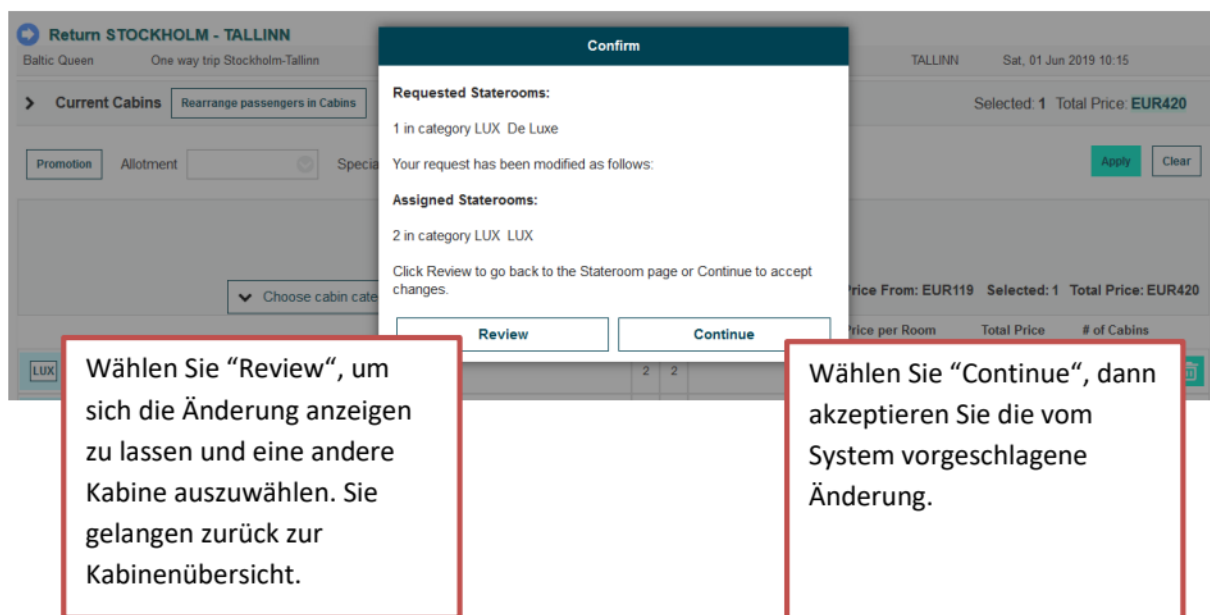 Return STOCKHOLM - TALLINN
Baltic Queen One way trip Stockholm-Tallinn TALLINN Sat, 01 Jun 2019 10:15
Current Cabins Rearrange passengers in Cabins Selected: 1 Total Price: EUR420
Promotion Allotment Specia Apply Clear
Choose cabin cate Price From: EUR119 Selected: 1 Total Price: EUR420
Price per Room Total Price # of Cabins
LUX 2 2
Confirm
Requested Staterooms:
1 in category LUX De Luxe
Your request has been modified as follows:
Assigned Staterooms:
2 in category LUX LUX
Click Review to go back to the Stateroom page or Continue to accept
changes.
Review Continue
Wählen Sie “Review“, um
sich die Änderung anzeigen
zu lassen und eine andere
Kabine auszuwählen. Sie
gelangen zurück zur
Kabinenübersicht.
Wählen Sie “Continue“, dann
akzeptieren Sie die vom
System vorgeschlagene
Änderung.